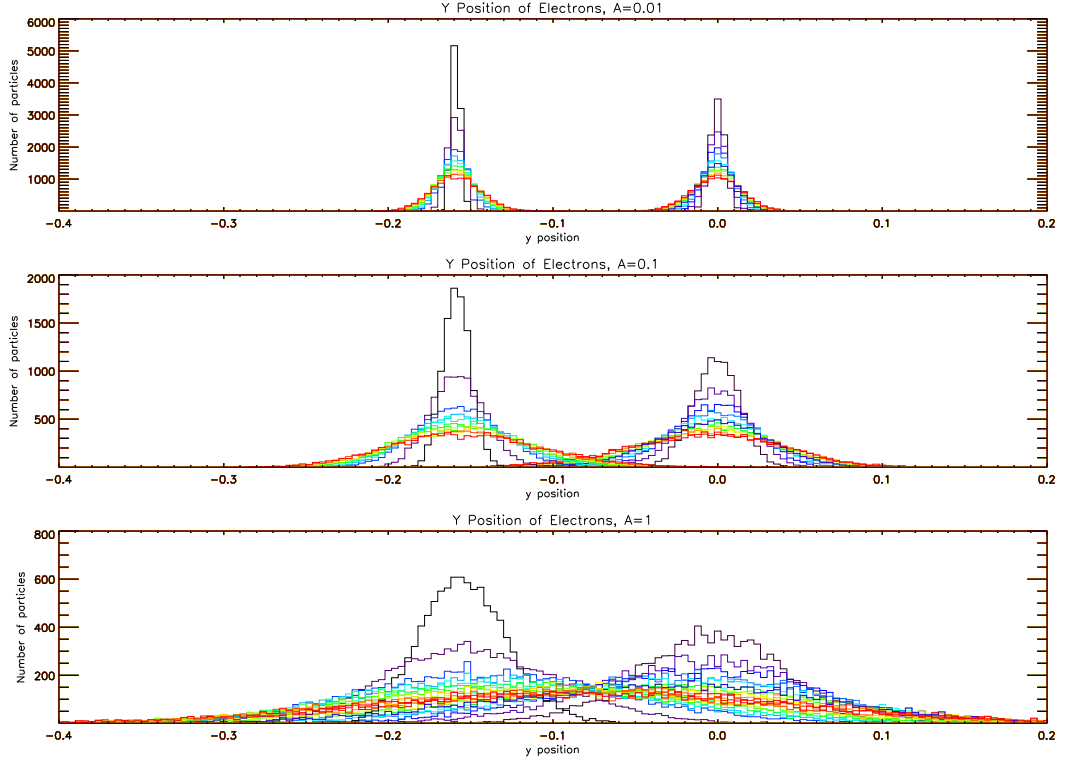 Y Position of Electrons, A=0.01
Number of particles
6000
5000
4000
3000
2000
1000
-0.4 -0.3 -0.2 -0.1 0.0 0.1 0.2
y position
Y Position of Electrons, A=0.1
Number of particles
2000
1500
1000
500
-0.4 -0.3 -0.2 -0.1 0.0 0.1 0.2
y position
Y Position of Electrons, A=1
Number of particles
800
600
400
200
-0.4 -0.3 -0.2 -0.1 0.0 0.1 0.2
y position